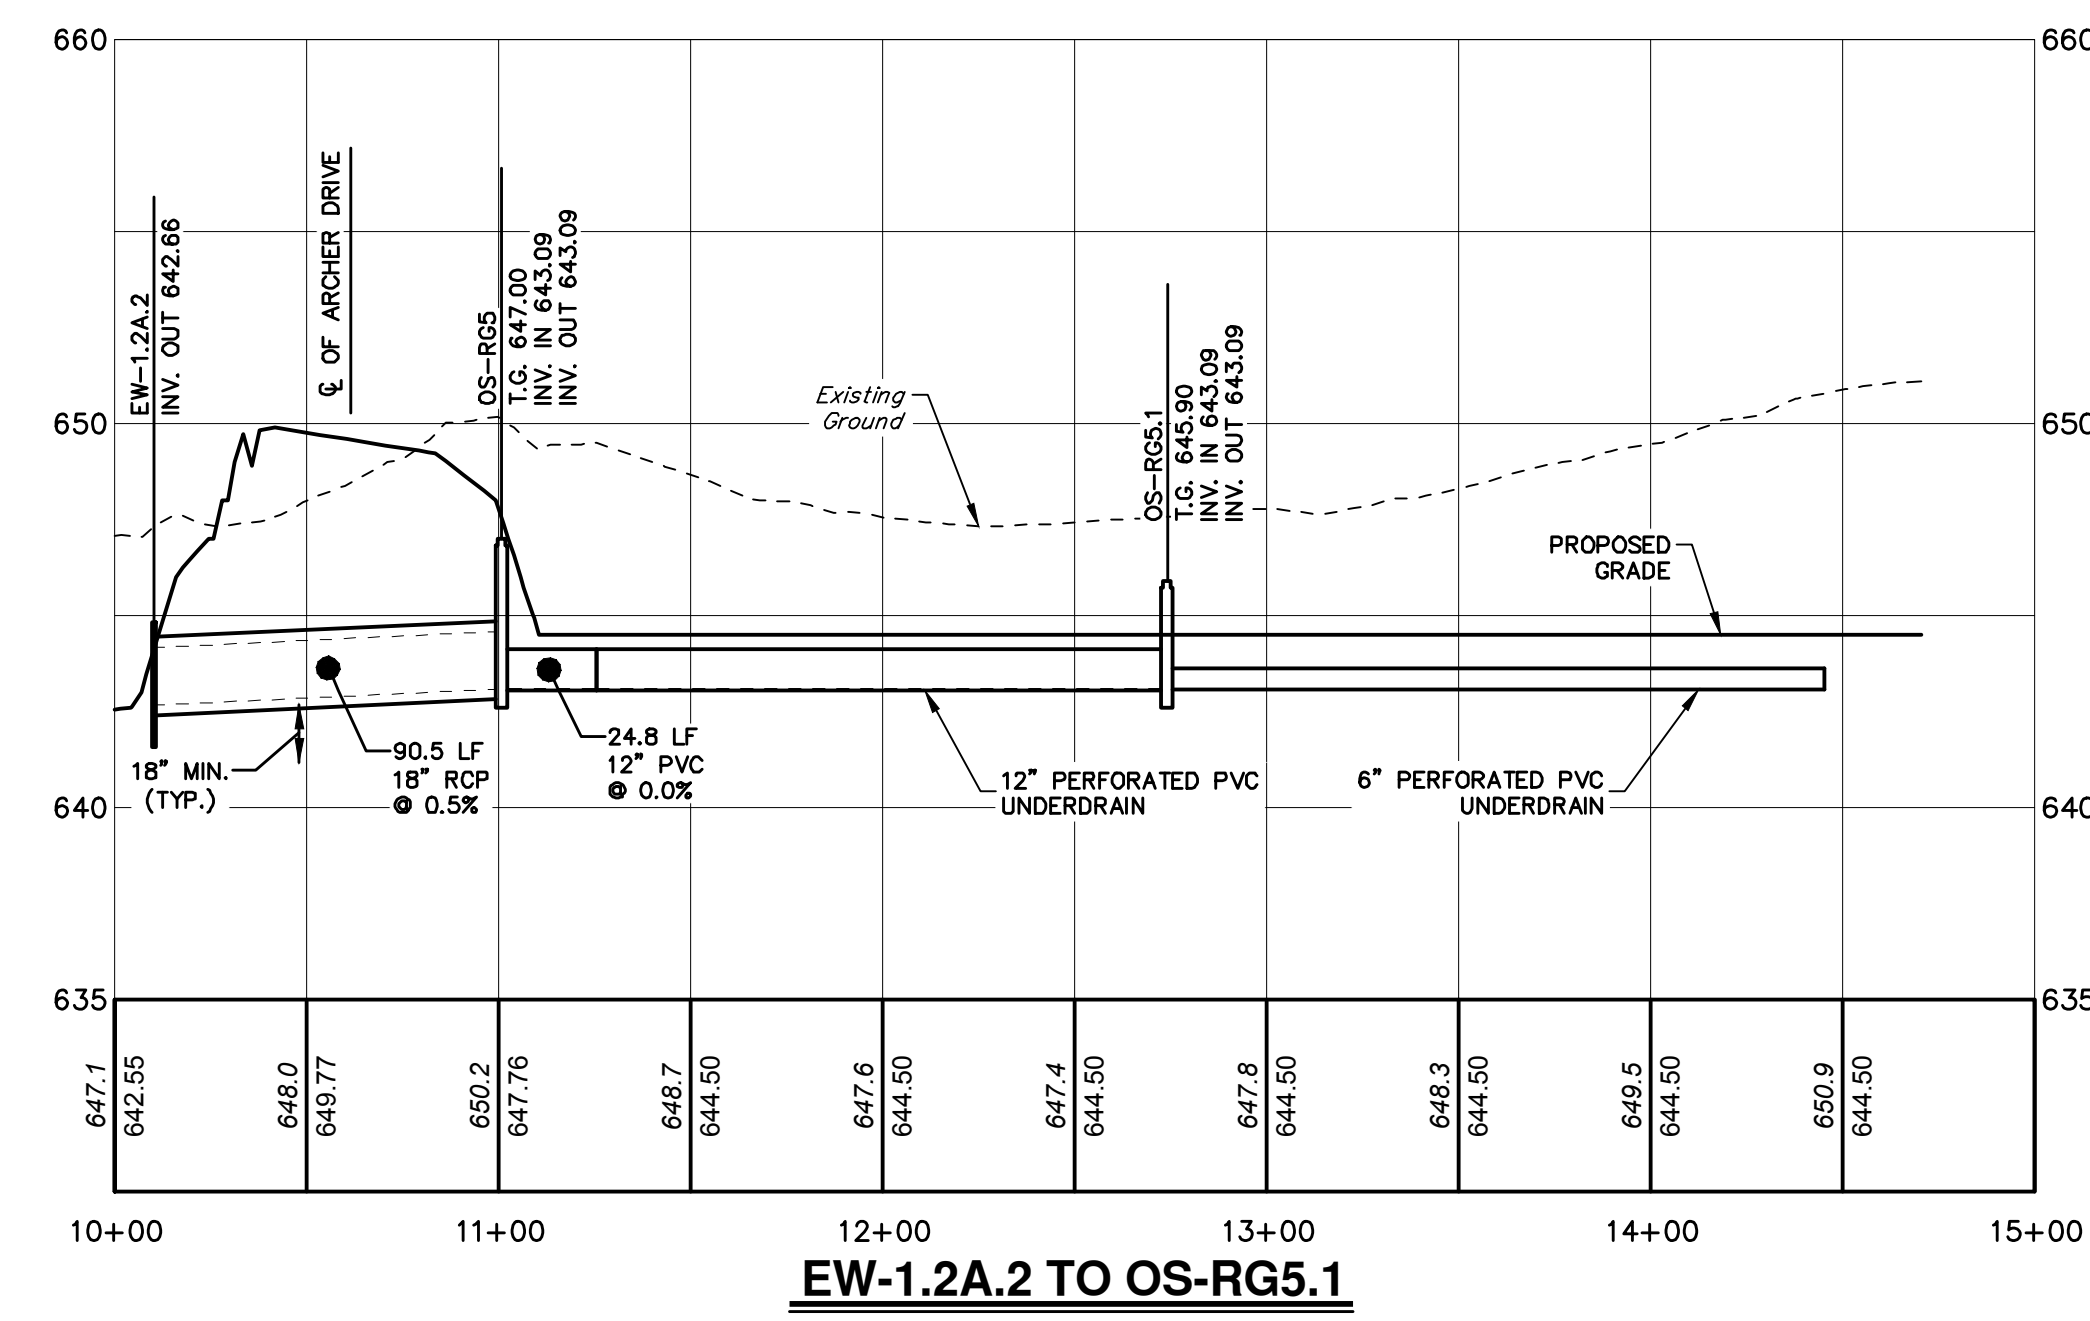 660
660
650
650
640
640
635
635
EW-1.2A.2
INV. OUT 642.66
℄ OF ARCHER DRIVE
OS-RG5
T.G. 647.00
INV. IN 643.09
INV. OUT 643.09
Existing
Ground
OS-RG5.1
T.G. 645.90
INV. IN 643.09
INV. OUT 643.09
PROPOSED
GRADE
18" MIN.
(TYP.)
90.5 LF
18" RCP
@ 0.5%
24.8 LF
12" PVC
@ 0.0%
12" PERFORATED PVC
UNDERDRAIN
6" PERFORATED PVC
UNDERDRAIN
647.1
642.55
648.0
649.77
650.2
647.76
648.7
644.50
647.6
644.50
647.4
644.50
647.8
644.50
648.3
644.50
649.5
644.50
650.9
644.50
10+00
11+00
12+00
13+00
14+00
15+00
EW-1.2A.2 TO OS-RG5.1